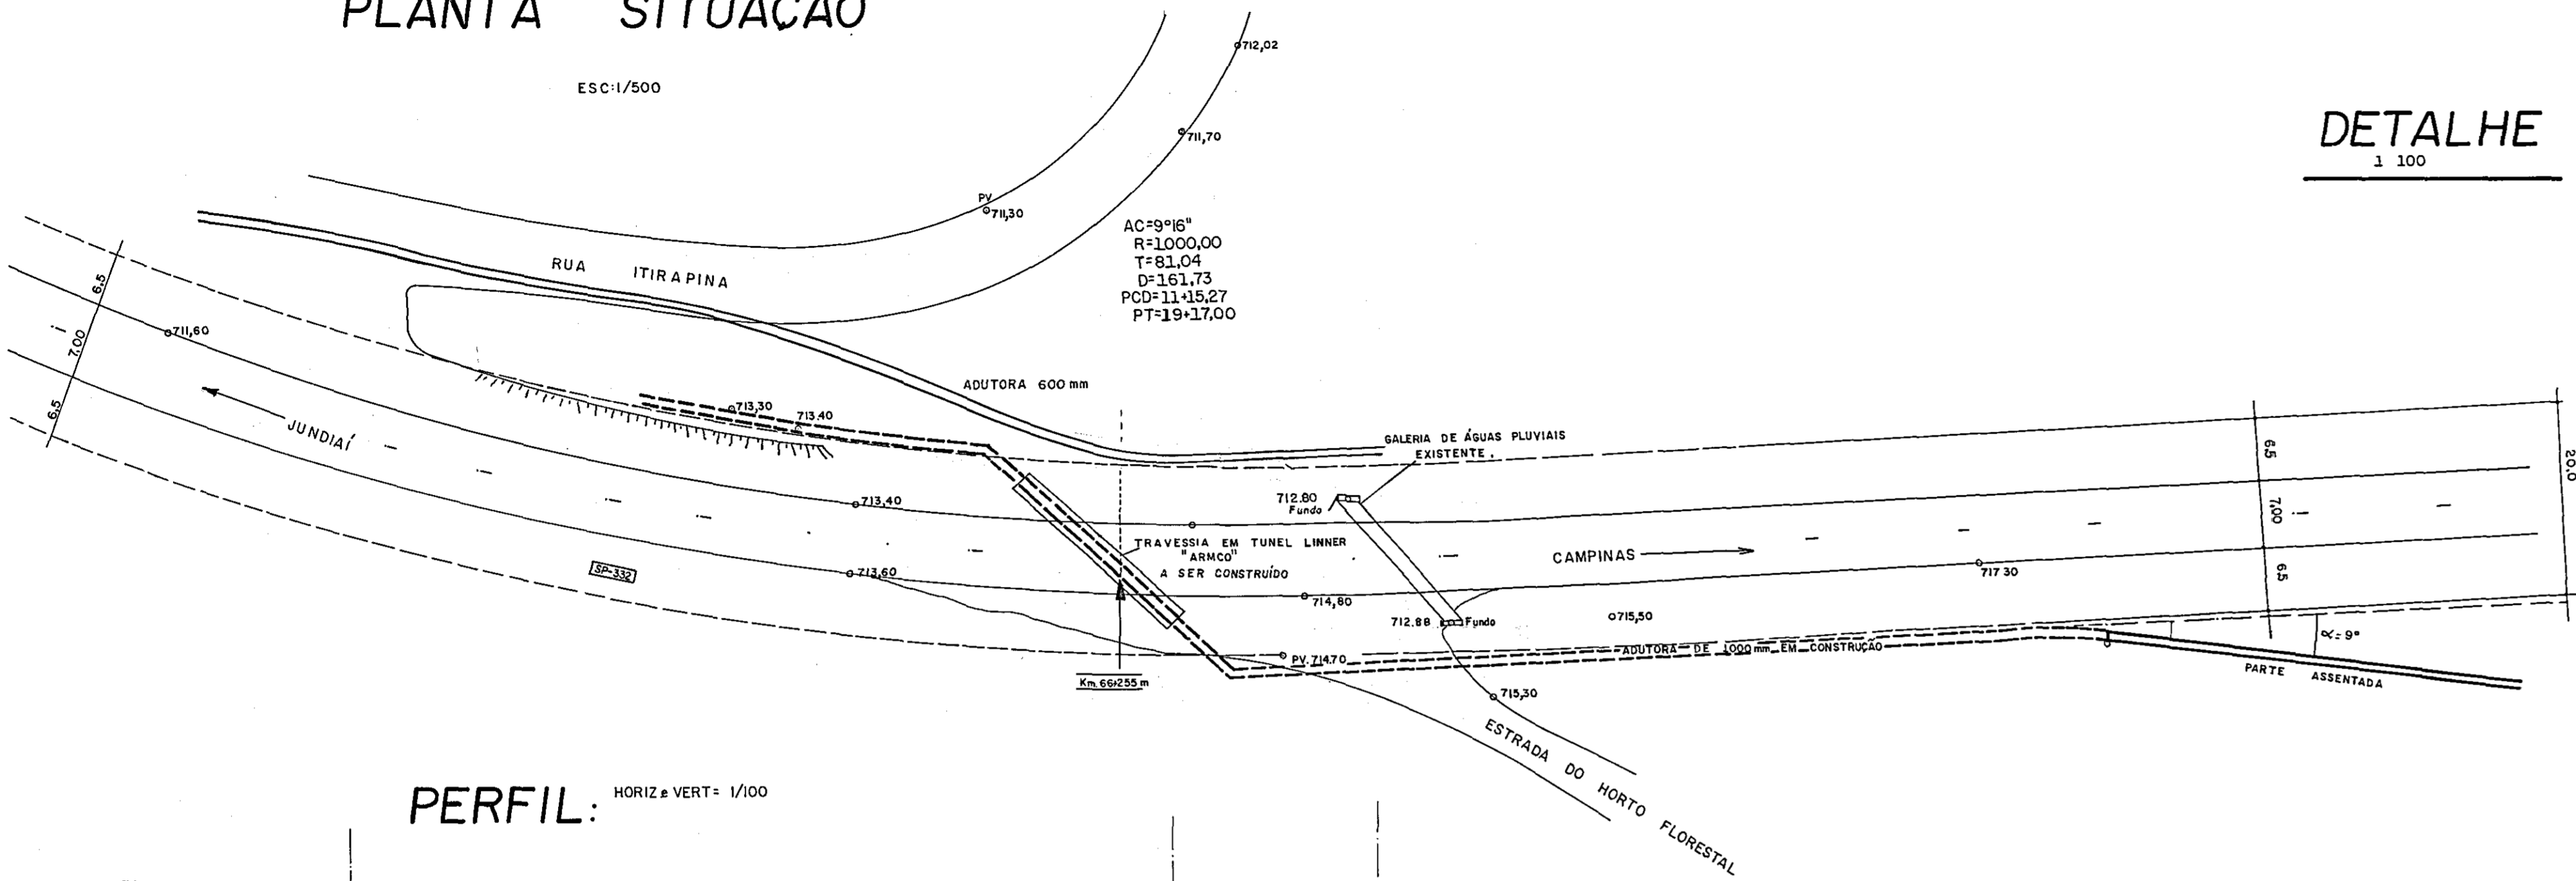 PLANTA SITUAÇÃO
ESC:1/500
712,02
711,70
DETALHE
1 100
PV
711,30
AC=9°16"
R=1000,00
T=81,04
D=161,73
PCD=11+15,27
PT=19+17,00
RUA ITIRAPINA
6,5
7,00
6,5
711,60
JUNDIAÍ
ADUTORA 600 mm
713,30
713.40
GALERIA DE ÁGUAS PLUVIAIS
EXISTENTE.
6,5
7,00
6,5
20,0
713,40
712.80
Fundo
TRAVESSIA EM TUNEL LINNER
"ARMCO"
A SER CONSTRUÍDO
CAMPINAS
SP-332
713,60
714,80
717 30
712.88 Fundo
715,50
PV. 714.70
ADUTORA DE 1000 mm EM CONSTRUÇÃO
∝= 9°
PARTE ASSENTADA
Km. 66+255 m
715,30
ESTRADA DO HORTO FLORESTAL
PERFIL: HORIZ e VERT= 1/100